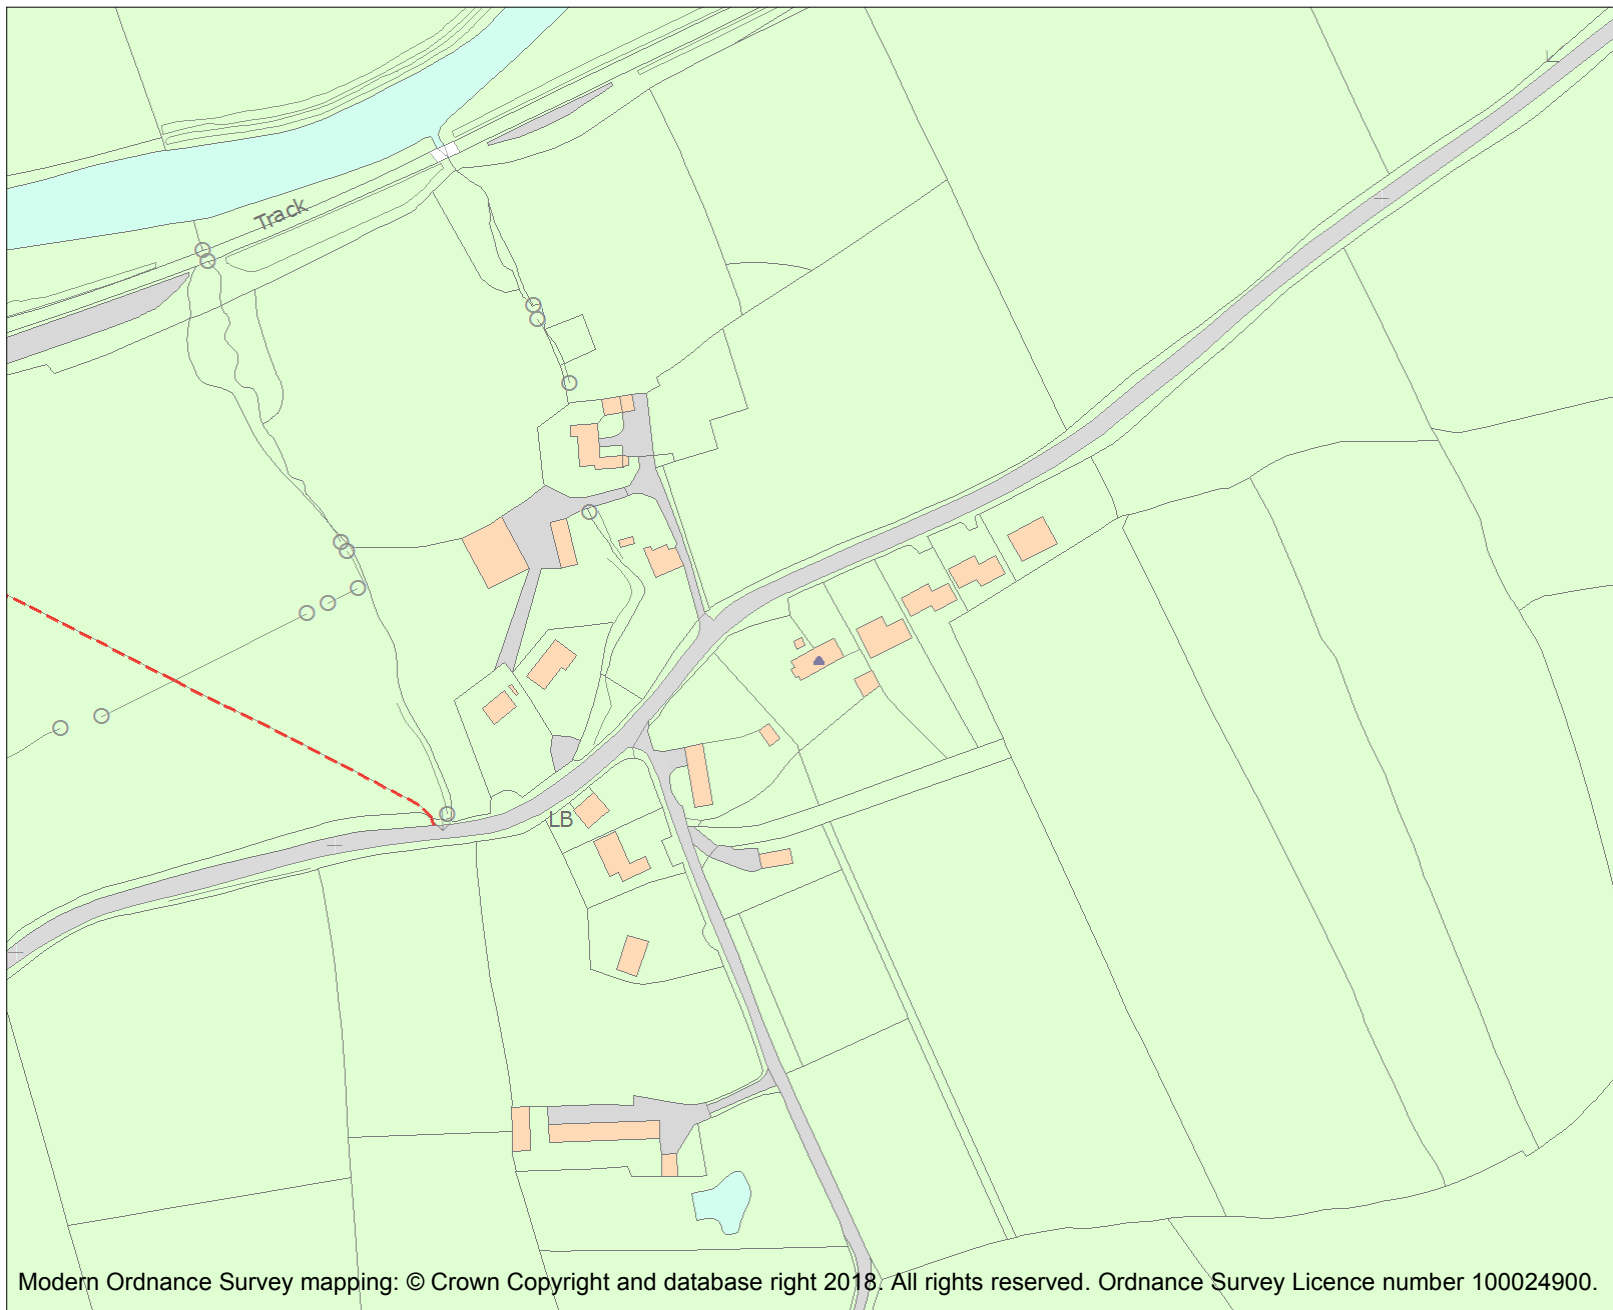 Track
LB
Modern Ordnance Survey mapping: © Crown Copyright and database right 2018. All rights reserved. Ordnance Survey Licence number 100024900.